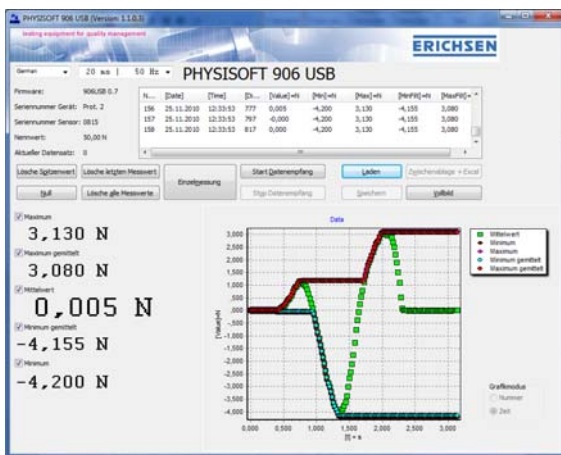 PHYSISOFT 906 USB (Version: 1.1.0.3)
leading equipment for quality management
ERICHSEN
German
20 ms | 50 Hz
PHYSISOFT 906 USB
Firmware: 906USB 0.7
Seriennummer Gerät: Prot. 2
Seriennummer Sensor: 0815
Nennwert: 50,00 N
Aktueller Datensatz: 0
N... [Date] [Time] [Di... [Value]=N [Min]=N [Max]=N [MinFilt]=N [MaxFilt]=
156 25.11.2010 12:33:53 777 0,005 -4,200 3,130 -4,155 3,080
157 25.11.2010 12:33:53 797 -0,000 -4,200 3,130 -4,155 3,080
158 25.11.2010 12:33:53 817 0,000 -4,200 3,130 -4,155 3,080
Lösche Spitzenwert
Lösche letzten Messwert
Einzelmessung
Start Datenempfang
Laden
Zwischenablage + Excel
Null
Lösche alle Messwerte
Stop Datenempfang
Speichern
Vollbild
Maximum
3,130 N
Maximum gemittelt
3,080 N
Mittelwert
0,005 N
Minimum gemittelt
-4,155 N
Minimum
-4,200 N
Data
3,000
2,500
2,000
1,500
1,000
,500
,000
-,500
-1,000
-1,500
-2,000
-2,500
-3,000
-3,500
-4,000
[Value]=N
0,000 0,500 1,000 1,500 2,000 2,500 3,000
[t] = s
Mittelwert
Minimum
Maximum
Minimum gemittelt
Maximum gemittelt
Grafikmodus
Nummer
Zeit